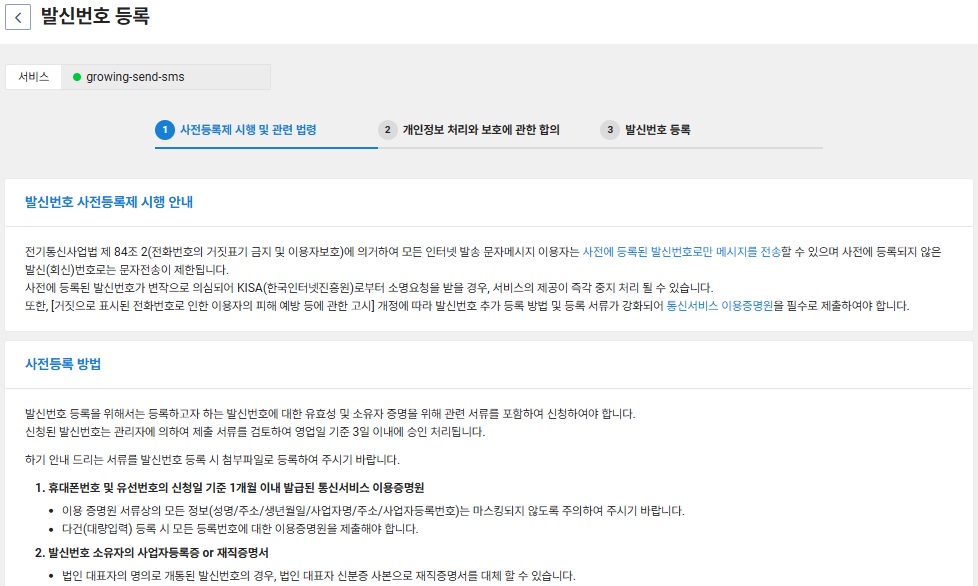 발신번호 등록
서비스 growing-send-sms
1 사전등록제 시행 및 관련 법령 2 개인정보 처리와 보호에 관한 합의 3 발신번호 등록
발신번호 사전등록제 시행 안내
전기통신사업법 제 84조 2(전화번호의 거짓표기 금지 및 이용자보호)에 의거하여 모든 인터넷 발송 문자메시지 이용자는 사전에 등록된 발신번호로만 메시지를 전송할 수 있으며 사전에 등록되지 않은
발신(회신)번호로는 문자전송이 제한됩니다.
사전에 등록된 발신번호가 변작으로 의심되어 KISA(한국인터넷진흥원)로부터 소명요청을 받을 경우, 서비스의 제공이 즉각 중지 처리 될 수 있습니다.
또한, [거짓으로 표시된 전화번호로 인한 이용자의 피해 예방 등에 관한 고시] 개정에 따라 발신번호 추가 등록 방법 및 등록 서류가 강화되어 통신서비스 이용증명원을 필수로 제출하여야 합니다.
사전등록 방법
발신번호 등록을 위해서는 등록하고자 하는 발신번호에 대한 유효성 및 소유자 증명을 위해 관련 서류를 포함하여 신청하여야 합니다.
신청된 발신번호는 관리자에 의하여 제출 서류를 검토하여 영업일 기준 3일 이내에 승인 처리됩니다.
하기 안내 드리는 서류를 발신번호 등록 시 첨부파일로 등록하여 주시기 바랍니다.
1. 휴대폰번호 및 유선번호의 신청일 기준 1개월 이내 발급된 통신서비스 이용증명원
• 이용 증명원 서류상의 모든 정보(성명/주소/생년월일/사업자명/주소/사업자등록번호)는 마스킹되지 않도록 주의하여 주시기 바랍니다.
• 다건(대량입력) 등록 시 모든 등록번호에 대한 이용증명원을 제출해야 합니다.
2. 발신번호 소유자의 사업자등록증 or 재직증명서
• 법인 대표자의 명의로 개통된 발신번호의 경우, 법인 대표자 신분증 사본으로 재직증명서를 대체 할 수 있습니다.